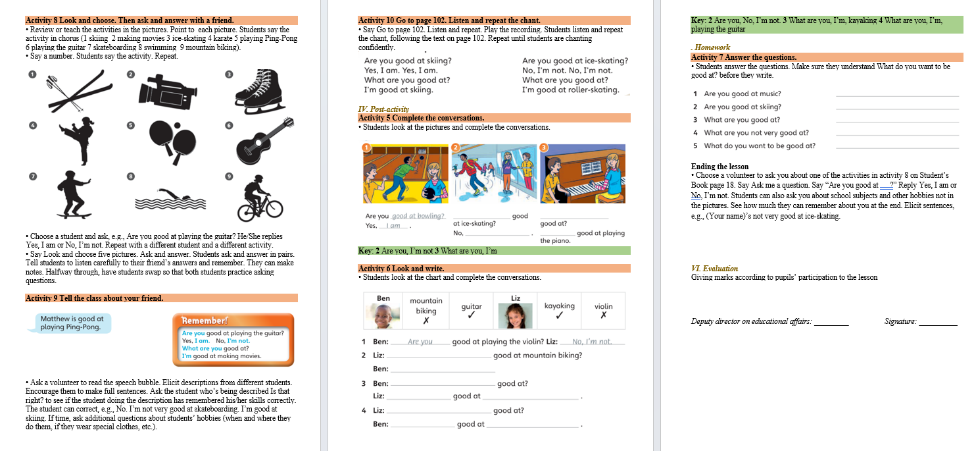 Activity 8 Look and choose. Then ask and answer with a friend.
• Review or teach the activities in the pictures. Point to each picture. Students say the
activity in chorus (1 skiing 2 making movies 3 ice-skating 4 karate 5 playing Ping-Pong
6 playing the guitar 7 skateboarding 8 swimming 9 mountain biking).
• Say a number. Students say the activity. Repeat.
1
2
3
4
5
6
7
8
9
• Choose a student and ask, e.g., Are you good at playing the guitar? He/She replies
Yes, I am or No, I'm not. Repeat with a different student and a different activity.
• Say Look and choose five pictures. Ask and answer. Students ask and answer in pairs.
Tell students to listen carefully to their friend's answers and remember. They can make
notes. Halfway through, have students swap so that both students practice asking
questions.
Activity 9 Tell the class about your friend.
Matthew is good at
playing Ping-Pong.
Remember!
Are you good at playing the guitar?
Yes, I am. No, I'm not.
What are you good at?
I'm good at making movies.
• Ask a volunteer to read the speech bubble. Elicit descriptions from different students.
Encourage them to make full sentences. Ask the student who's being described Is that
right? to see if the student doing the description has remembered his/her skills correctly.
The student can correct, e.g., No. I'm not very good at skateboarding. I'm good at
skiing. If time, ask additional questions about students' hobbies (when and where they
do them, if they wear special clothes, etc.).
Activity 10 Go to page 102. Listen and repeat the chant.
• Say Go to page 102. Listen and repeat. Play the recording. Students listen and repeat
the chant, following the text on page 102. Repeat until students are chanting
confidently.
Are you good at skiing?
Yes, I am. Yes, I am.
What are you good at?
I'm good at skiing.
Are you good at ice-skating?
No, I'm not. No, I'm not.
What are you good at?
I'm good at roller-skating.
IV. Post-activity
Activity 5 Complete the conversations.
• Students look at the pictures and complete the conversations.
1
2
3
Are you good at bowling?
Yes, I am.
good
at ice-skating?
No,
good at?
good at playing
the piano.
Key: 2 Are you, I'm not 3 What are you, I'm
Activity 6 Look and write.
• Students look at the chart and complete the conversations.
Ben
mountain
biking
✗
guitar
✓
Liz
kayaking
✓
violin
✗
1 Ben: Are you good at playing the violin? Liz: No, I'm not.
2 Liz: good at mountain biking?
Ben:
3 Ben: good at?
Liz: good at .
4 Liz: good at?
Ben: good at .
Key: 2 Are you, No, I'm not. 3 What are you, I'm, kavaking 4 What are you, I'm,
playing the guitar
. Homework
Activity 7 Answer the questions.
• Students answer the questions. Make sure they understand What do you want to be
good at? before they write.
1 Are you good at music?
2 Are you good at skiing?
3 What are you good at?
4 What are you not very good at?
5 What do you want to be good at?
Ending the lesson
• Choose a volunteer to ask you about one of the activities in activity 8 on Student's
Book page 18. Say Ask me a question. Say "Are you good at ___?" Reply Yes, I am or
No, I'm not. Students can also ask you about school subjects and other hobbies not in
the pictures. See how much they can remember about you at the end. Elicit sentences,
e.g., (Your name)'s not very good at ice-skating.
VI. Evaluation
Giving marks according to pupils' participation to the lesson
Deputy director on educational affairs: ________ Signature: ________